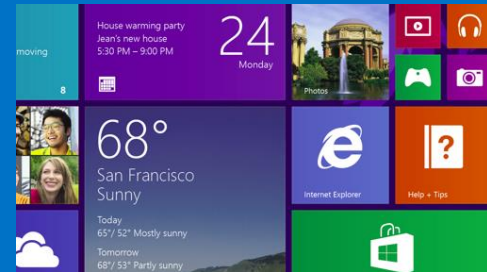 moving
8
House warming party
Jean's new house
5:30 PM – 9:00 PM
24
Monday
Photos
68°
San Francisco
Sunny
Today
65°/ 52° Mostly sunny
Tomorrow
68°/ 53° Partly sunny
Internet Explorer
Help + Tips